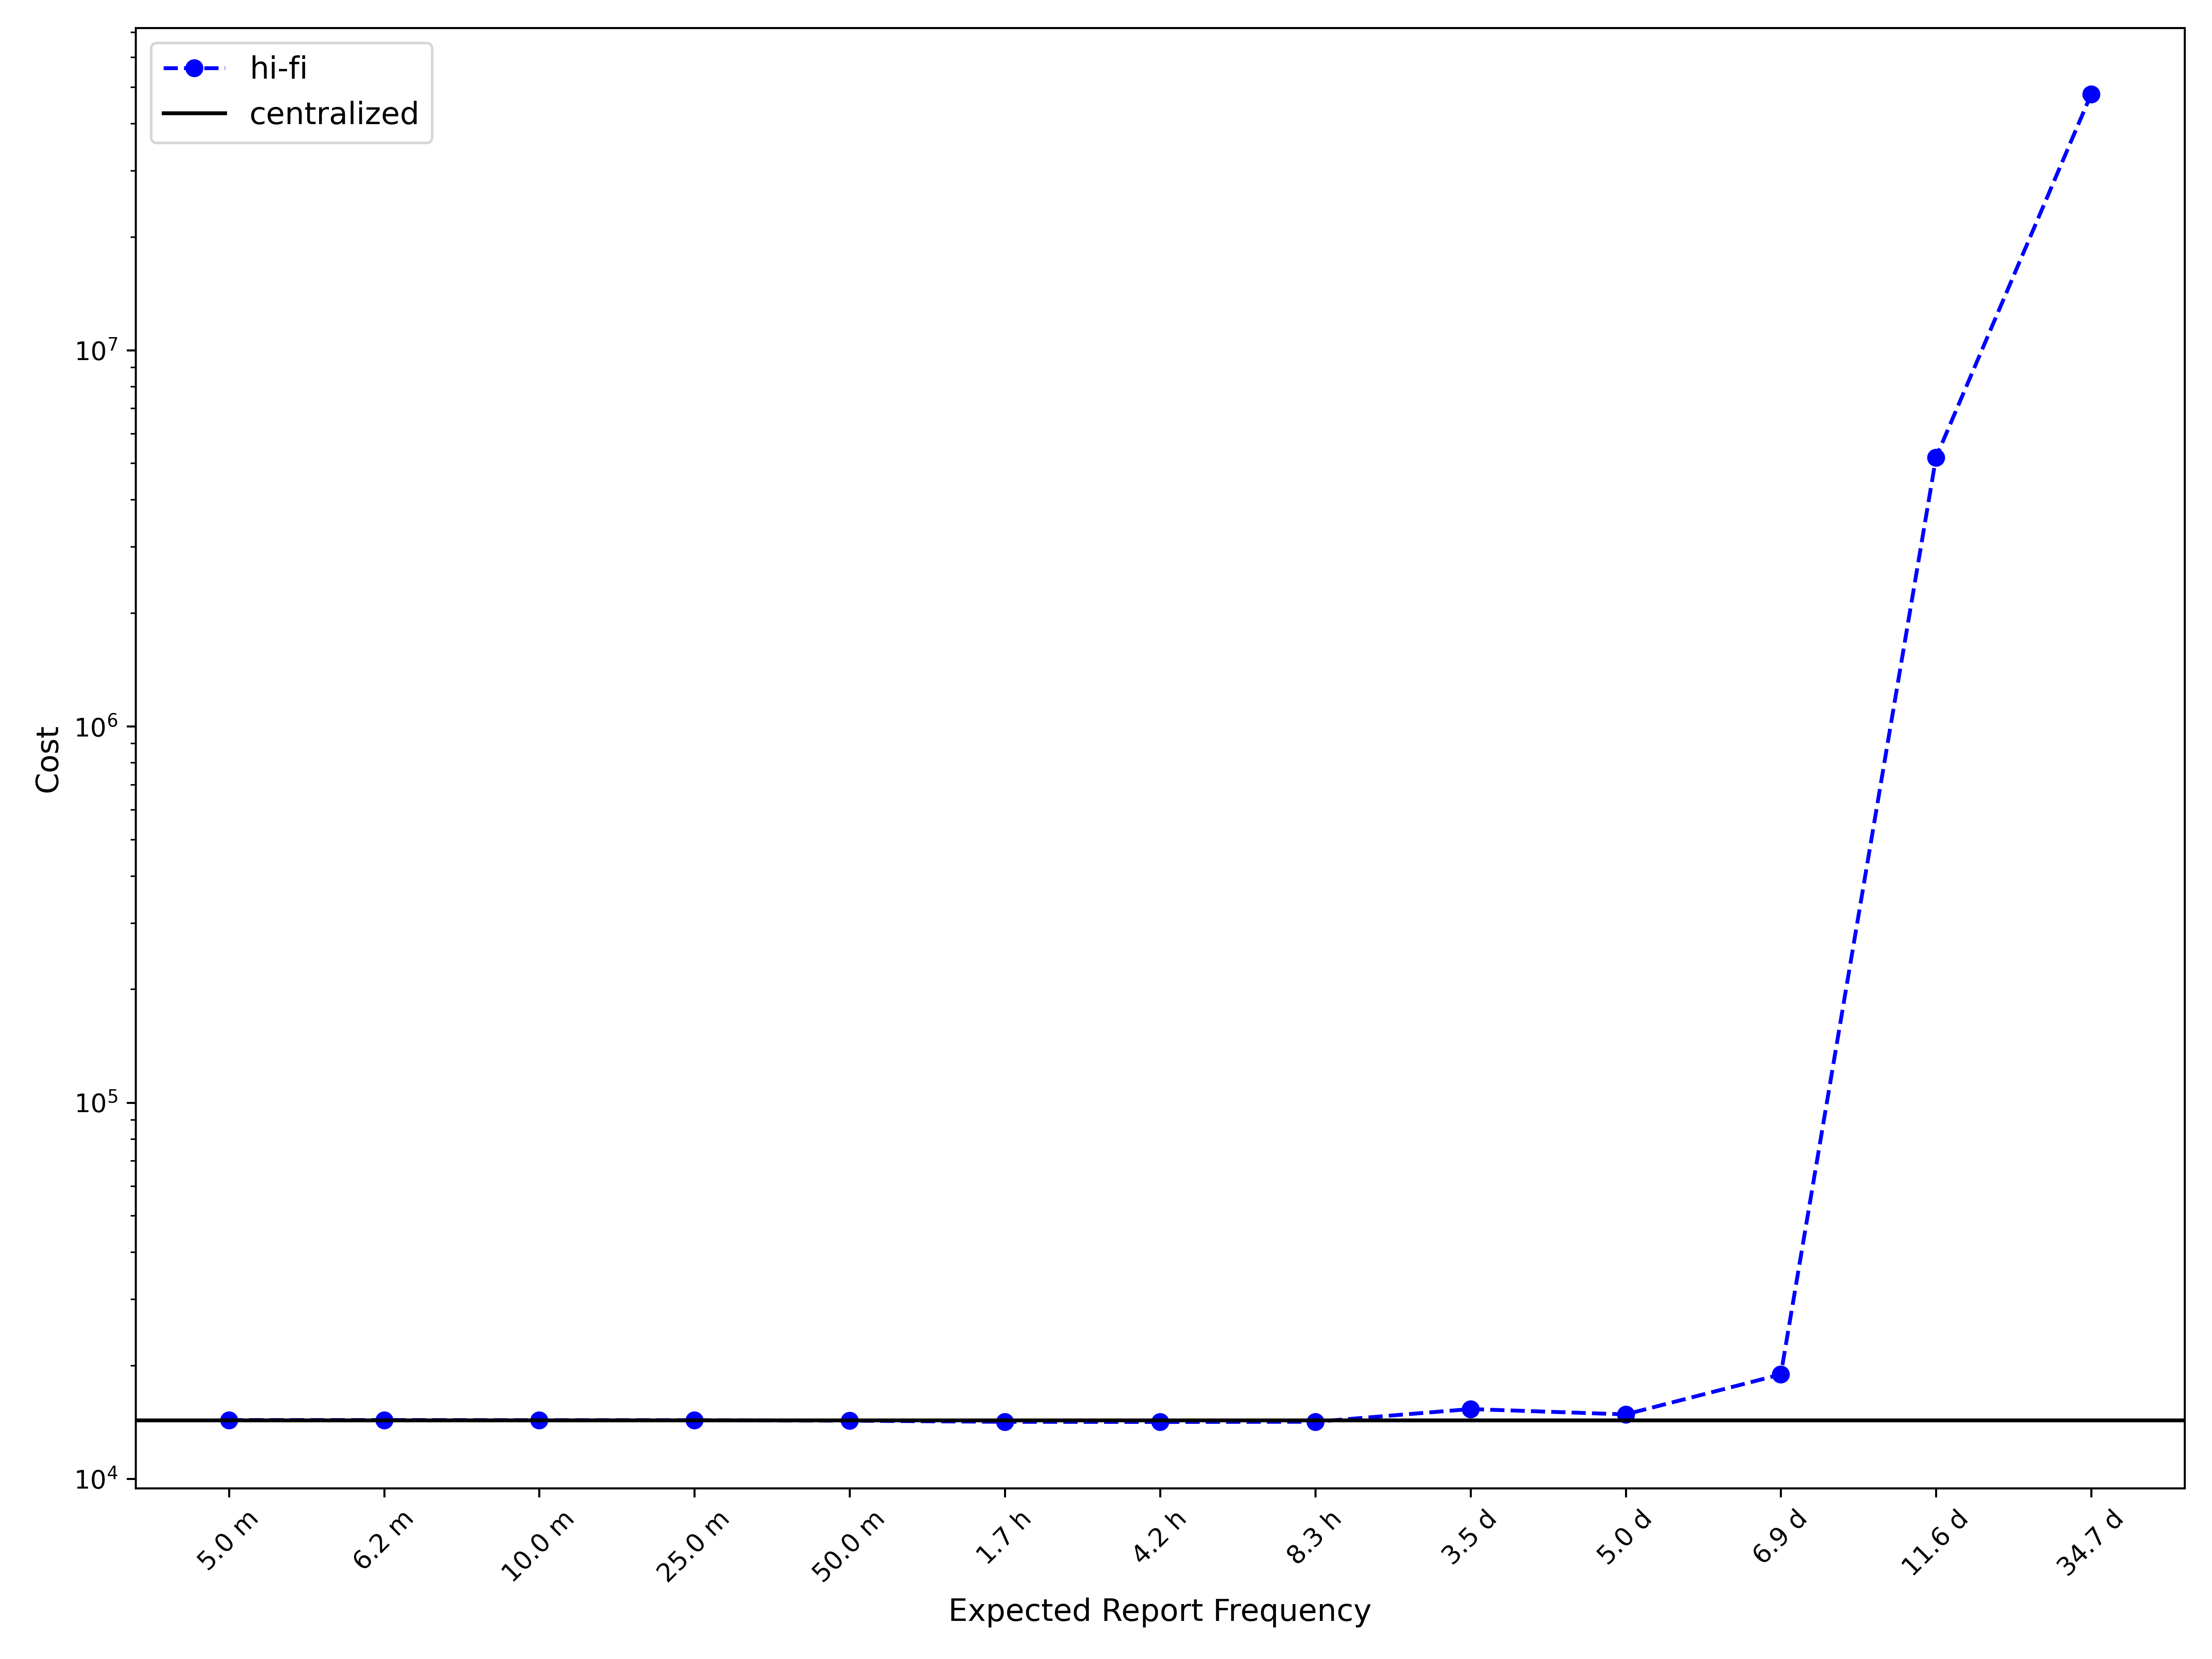 hi-fi
centralized
Cost
10^7
10^6
10^5
10^4
5.0 m
6.2 m
10.0 m
25.0 m
50.0 m
1.7 h
4.2 h
8.3 h
3.5 d
5.0 d
6.9 d
11.6 d
34.7 d
Expected Report Frequency